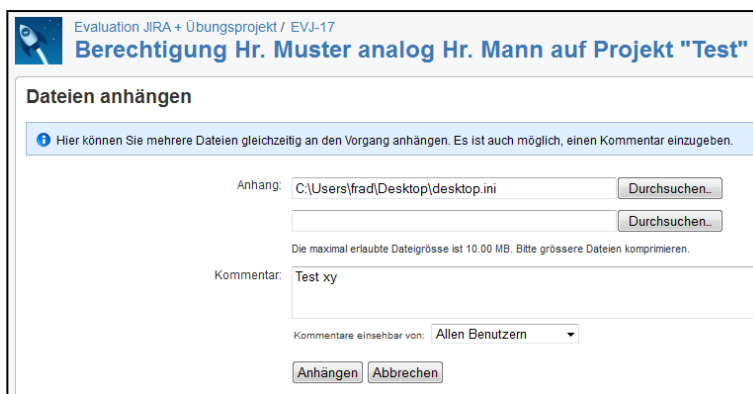 Evaluation JIRA + Übungsprojekt / EVJ-17
Berechtigung Hr. Muster analog Hr. Mann auf Projekt "Test"
Dateien anhängen
Hier können Sie mehrere Dateien gleichzeitig an den Vorgang anhängen. Es ist auch möglich, einen Kommentar einzugeben.
Anhang: C:\Users\frad\Desktop\desktop.ini Durchsuchen...
Durchsuchen...
Die maximal erlaubte Dateigrösse ist 10.00 MB. Bitte grössere Dateien komprimieren.
Kommentar: Test xy
Kommentare einsehbar von: Allen Benutzern
Anhängen Abbrechen